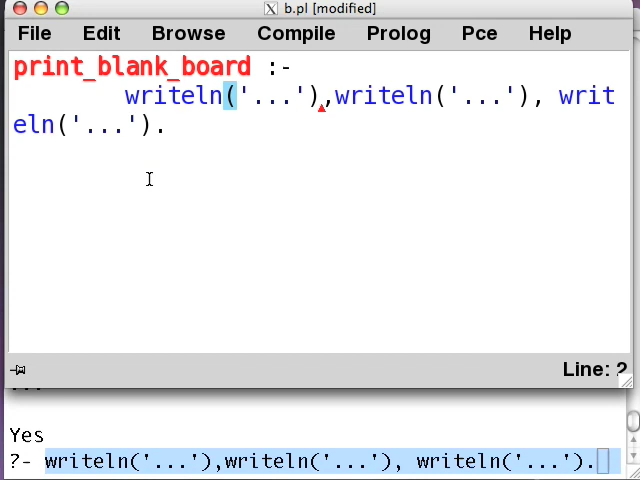 b.pl [modified]
File Edit Browse Compile Prolog Pce Help
print_blank_board :-
writeln('...'),writeln('...'), writ
eln('...').
Line: 2
...
Yes
?- writeln('...'),writeln('...'), writeln('...').